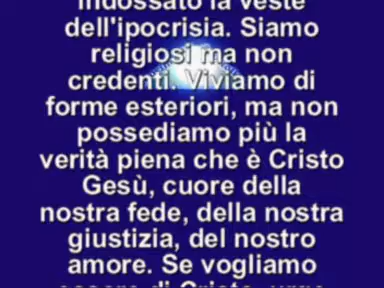 indossato la veste
dell'ipocrisia. Siamo
religiosi ma non
credenti. Viviamo di
forme esteriori, ma non
possediamo più la
verità piena che è Cristo
Gesù, cuore della
nostra fede, della nostra
giustizia, del nostro
amore. Se vogliamo
essere di Cristo, urge